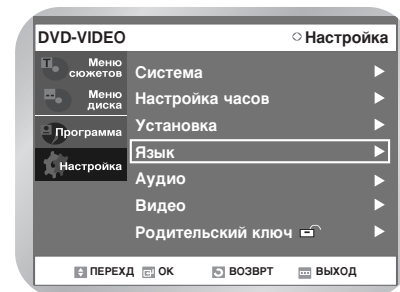 DVD-VIDEO
Настройка
Меню сюжетов
Меню диска
Программа
Настройка
Система
Настройка часов
Установка
Язык
Аудио
Видео
Родительский ключ
ПЕРЕХД OK ВОЗВРТ ВЫХОД